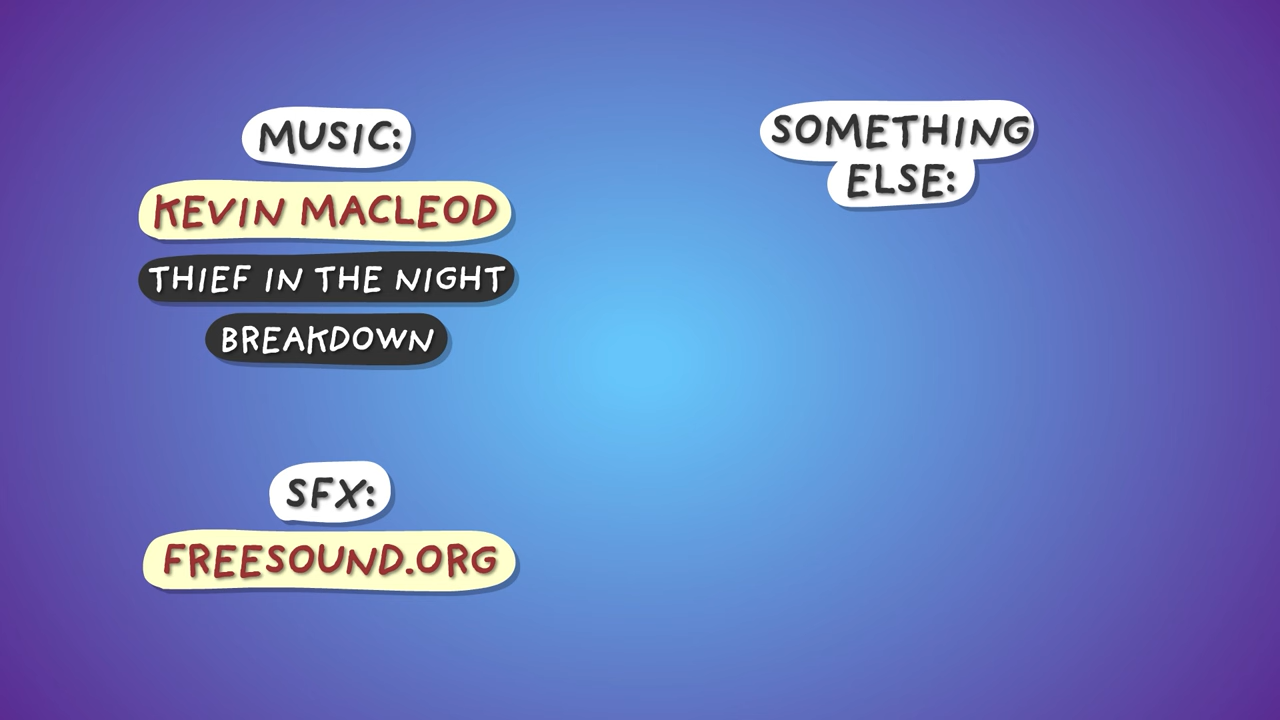 MUSIC:
KEVIN MACLEOD
THIEF IN THE NIGHT
BREAKDOWN
SFX:
FREESOUND.ORG
SOMETHING
ELSE: